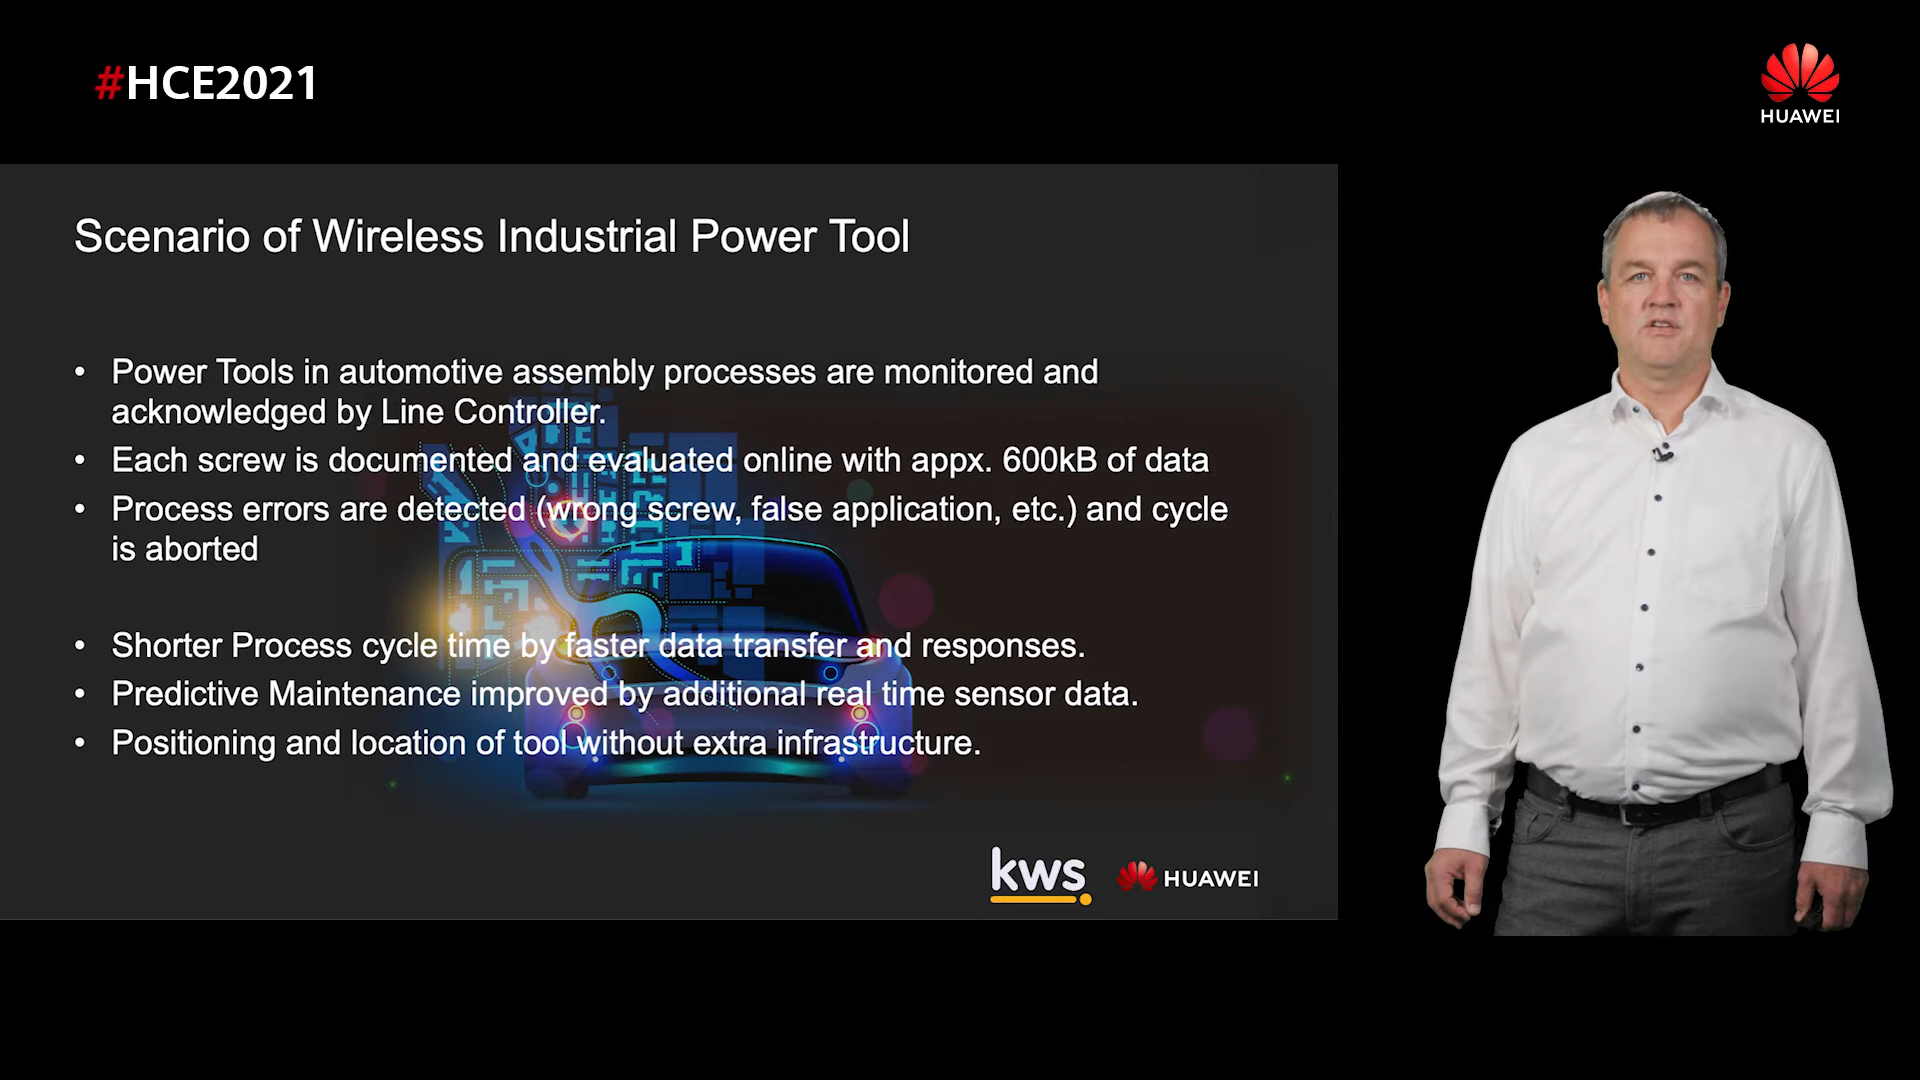 #HCE2021
HUAWEI
Scenario of Wireless Industrial Power Tool
• Power Tools in automotive assembly processes are monitored and
acknowledged by Line Controller.
• Each screw is documented and evaluated online with appx. 600kB of data
• Process errors are detected (wrong screw, false application, etc.) and cycle
is aborted
• Shorter Process cycle time by faster data transfer and responses.
• Predictive Maintenance improved by additional real time sensor data.
• Positioning and location of tool without extra infrastructure.
kws HUAWEI